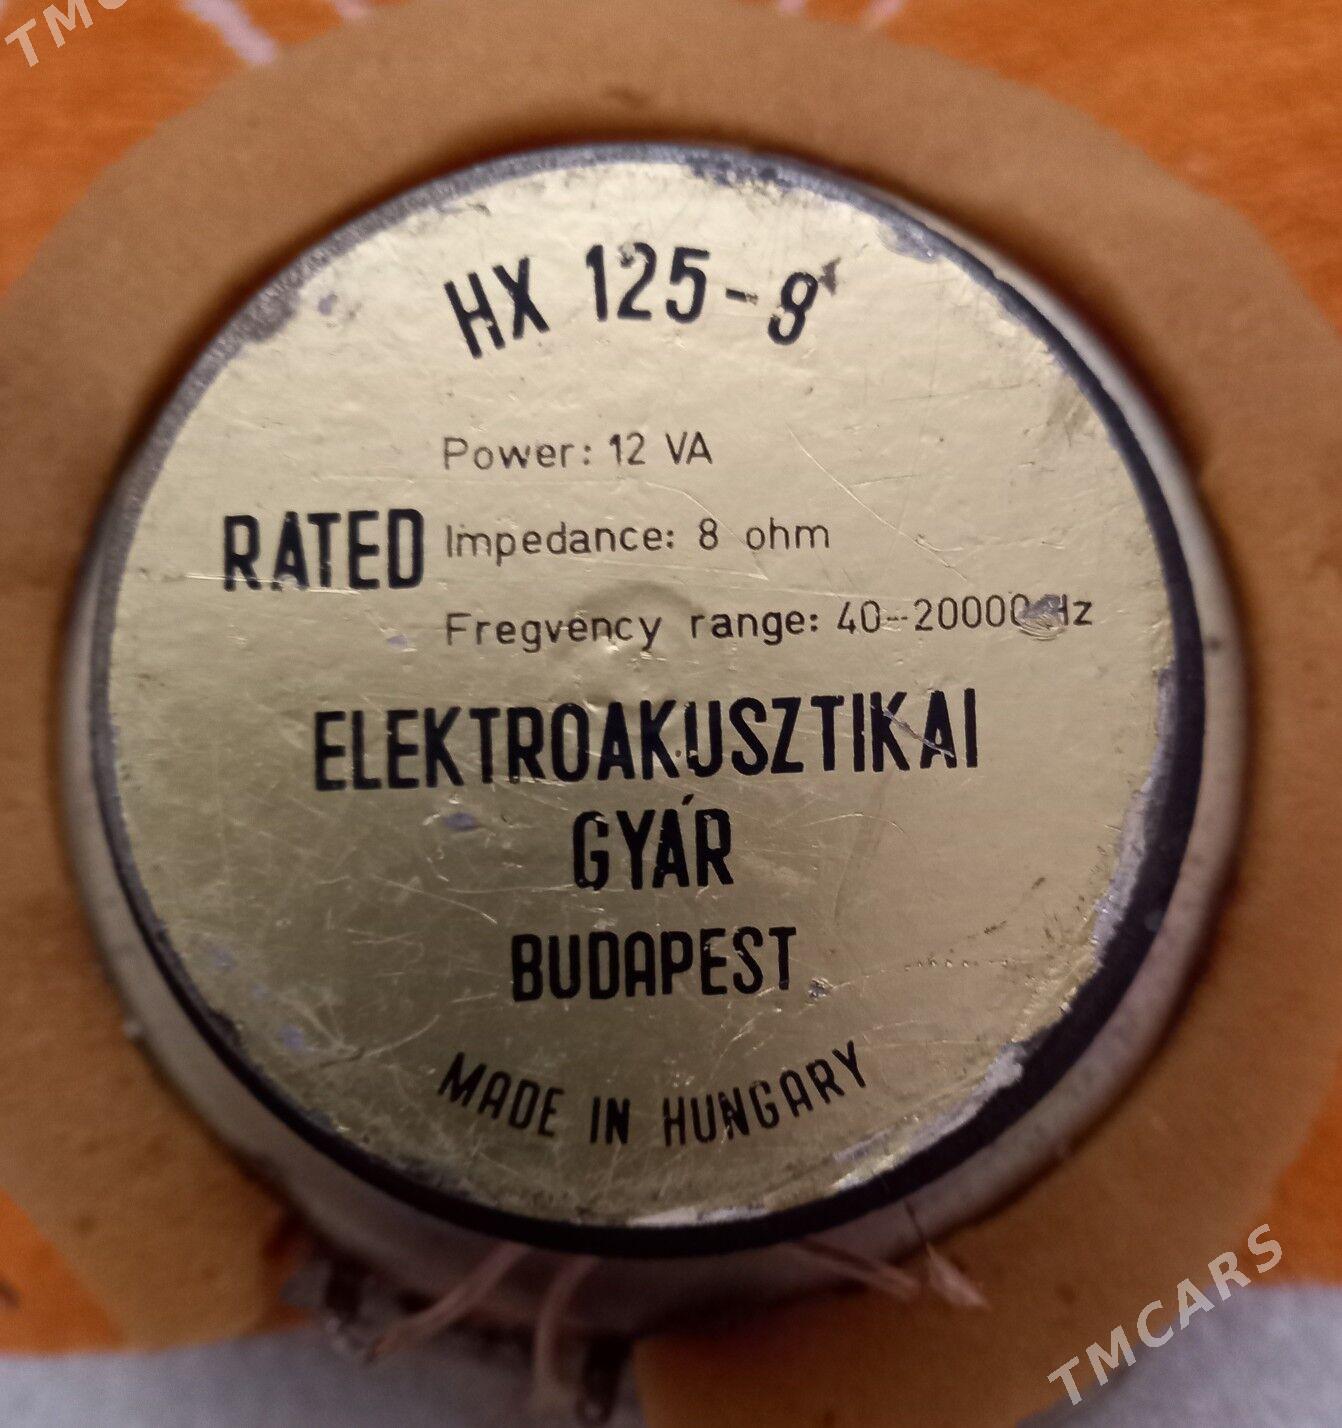 HX 125-8
Power: 12 VA
RATED Impedance: 8 ohm
Fregvency range: 40--20000 Hz
ELEKTROAKUSZTIKAI
GYÁR
BUDAPEST
MADE IN HUNGARY
TMCARS